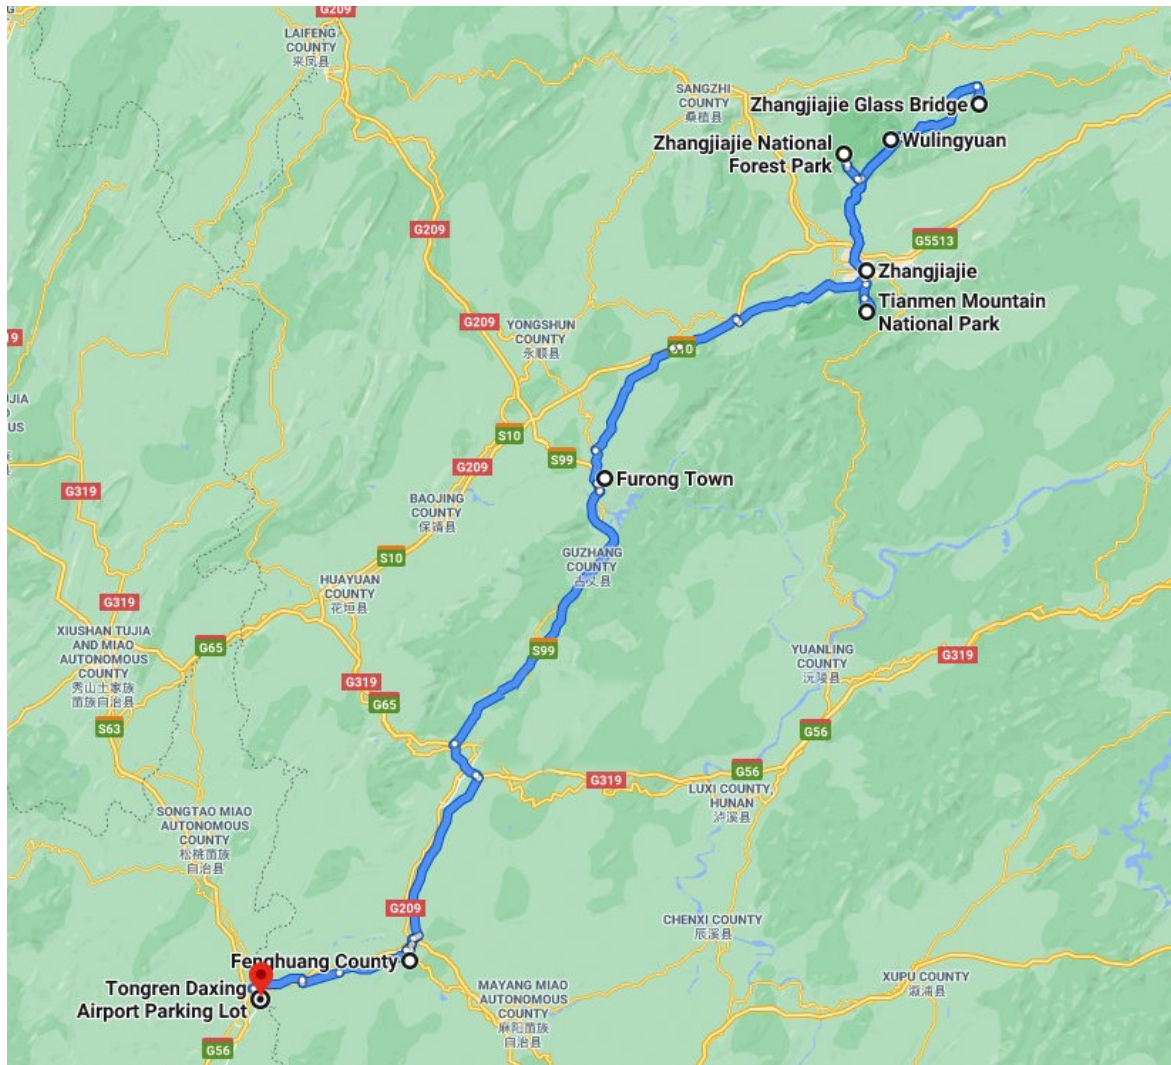 G209
LAIFENG
COUNTY
来凤县
SANGZHI
COUNTY
桑植县
Zhangjiajie Glass Bridge
Zhangjiajie National
Forest Park
Wulingyuan
G209
G5513
Zhangjiajie
Tianmen Mountain
National Park
19
G209
YONGSHUN
COUNTY
永顺县
S10
JIA
US
S10
S99
G209
Furong Town
G319
BAOJING
COUNTY
保靖县
GUZHANG
COUNTY
古丈县
S10
HUAYUAN
COUNTY
花垣县
G319
XIUSHAN TUJIA
AND MIAO
AUTONOMOUS
COUNTY
秀山土家族
苗族自治县
G65
S99
YUANLING
COUNTY
沅陵县
G319
G319
G65
S63
G56
G319
G56
LUXI COUNTY,
HUNAN
泸溪县
SONGTAO MIAO
AUTONOMOUS
COUNTY
松桃苗族
自治县
G209
CHENXI COUNTY
辰溪县
Fenghuang County
Tongren Daxing
Airport Parking Lot
MAYANG MIAO
AUTONOMOUS
COUNTY
麻阳苗族
自治县
XUPU COUNTY
溆浦县
G56